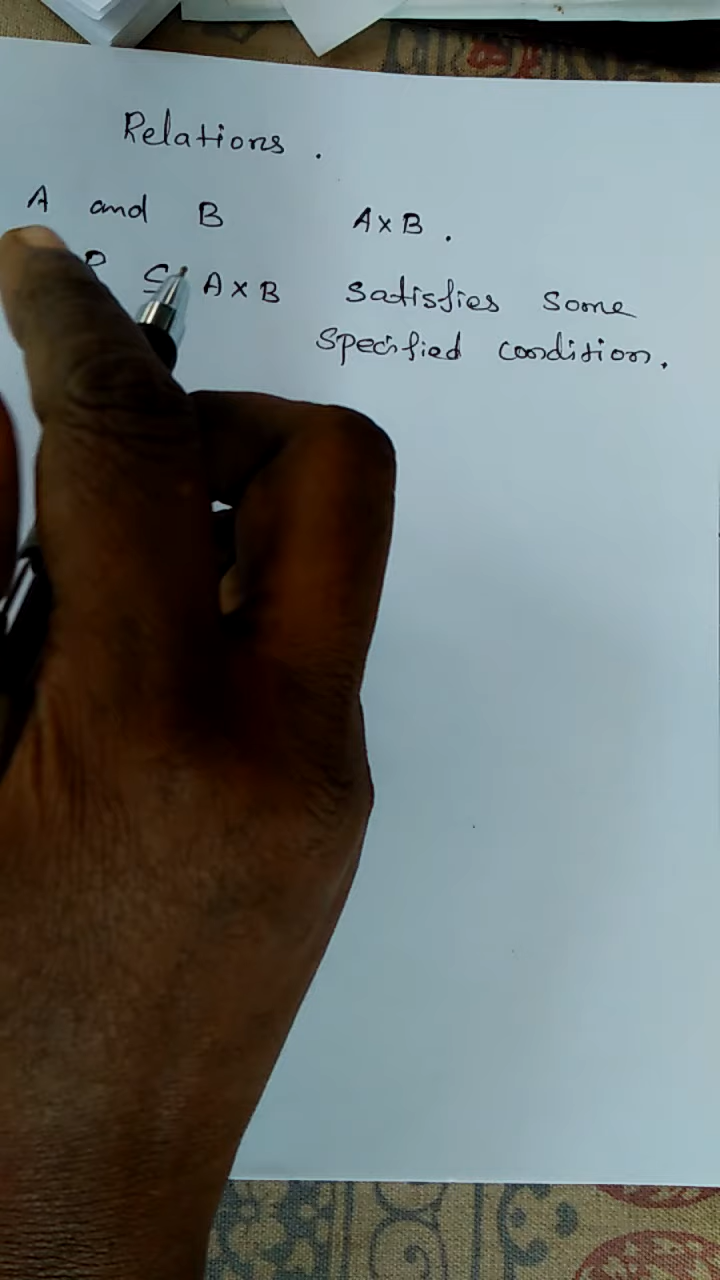 Relations.
A and B A×B.
R ⊆ A×B satisfies some
specified condition.